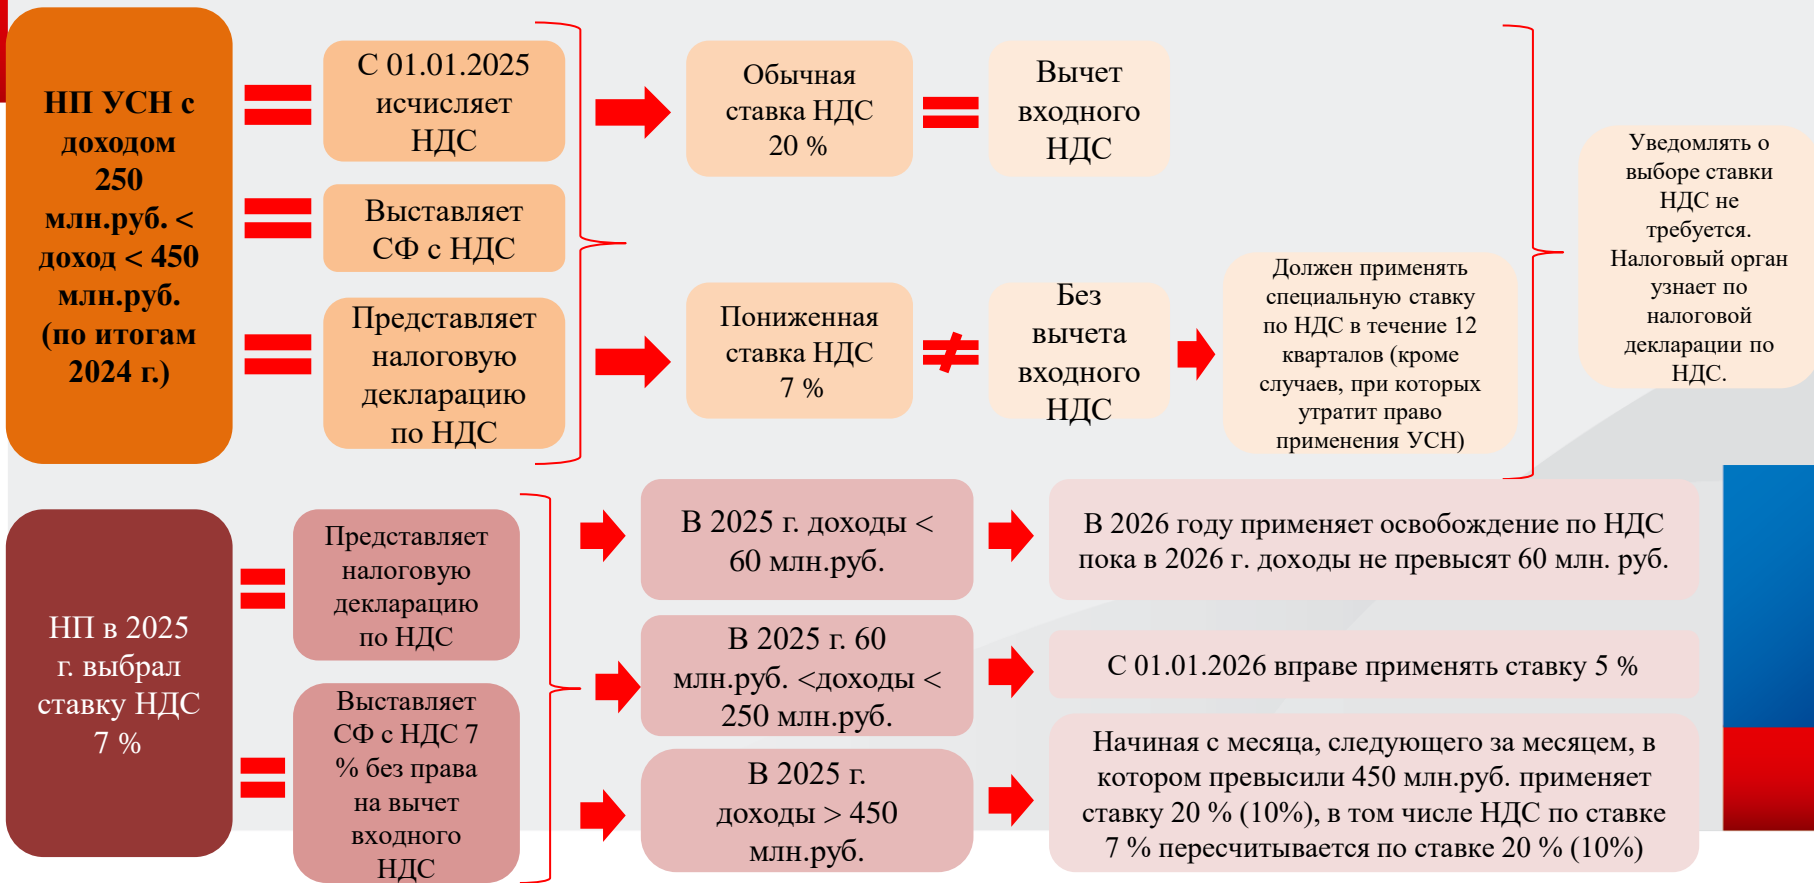 НП УСН с
доходом
250
млн.руб. <
доход < 450
млн.руб.
(по итогам
2024 г.)
С 01.01.2025
исчисляет
НДС
Выставляет
СФ с НДС
Представляет
налоговую
декларацию
по НДС
Обычная
ставка НДС
20 %
Вычет
входного
НДС
Пониженная
ставка НДС
7 %
Без
вычета
входного
НДС
Должен применять
специальную ставку
по НДС в течение 12
кварталов (кроме
случаев, при которых
утратит право
применения УСН)
Уведомлять о
выборе ставки
НДС не
требуется.
Налоговый орган
узнает по
налоговой
декларации по
НДС.
НП в 2025
г. выбрал
ставку НДС
7 %
Представляет
налоговую
декларацию
по НДС
Выставляет
СФ с НДС 7
% без права
на вычет
входного
НДС
В 2025 г. доходы <
60 млн.руб.
В 2026 году применяет освобождение по НДС
пока в 2026 г. доходы не превысят 60 млн. руб.
В 2025 г. 60
млн.руб. <доходы <
250 млн.руб.
С 01.01.2026 вправе применять ставку 5 %
В 2025 г.
доходы > 450
млн.руб.
Начиная с месяца, следующего за месяцем, в
котором превысили 450 млн.руб. применяет
ставку 20 % (10%), в том числе НДС по ставке
7 % пересчитывается по ставке 20 % (10%)